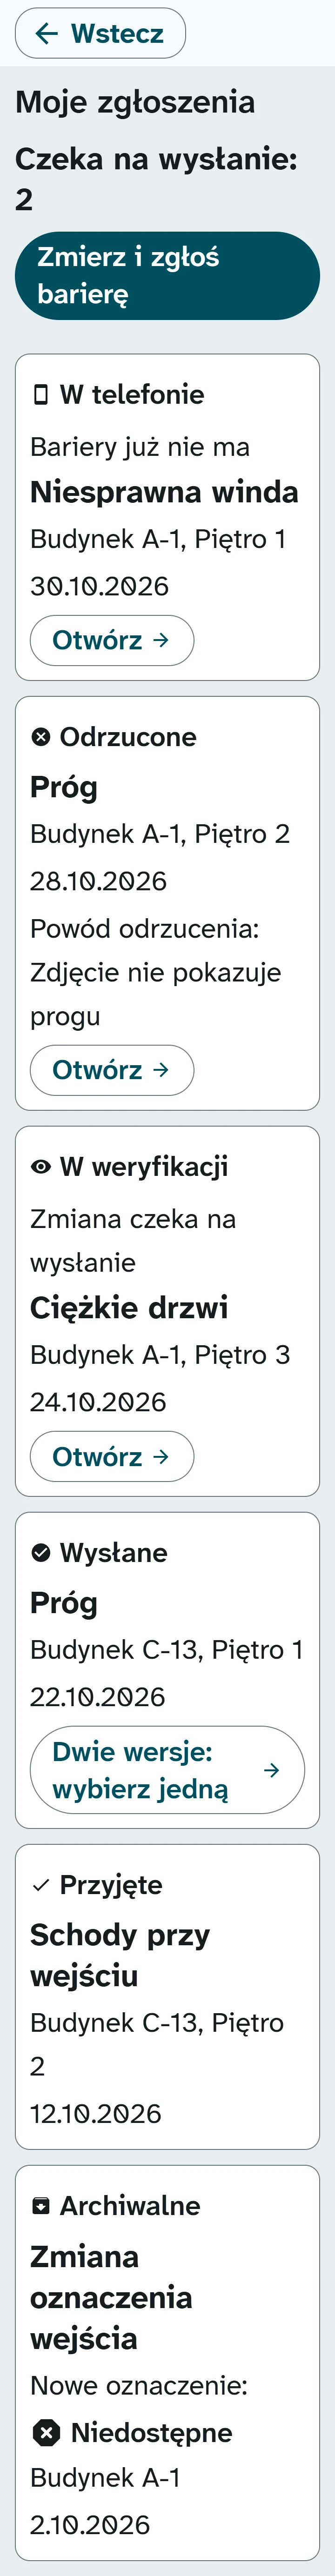 Wstecz
Moje zgłoszenia
Czeka na wysłanie:
2
Zmierz i zgłoś
barierę
W telefonie
Bariery już nie ma
Niesprawna winda
Budynek A-1, Piętro 1
30.10.2026
Otwórz
Odrzucone
Próg
Budynek A-1, Piętro 2
28.10.2026
Powód odrzucenia:
Zdjęcie nie pokazuje
progu
Otwórz
W weryfikacji
Zmiana czeka na
wysłanie
Ciężkie drzwi
Budynek A-1, Piętro 3
24.10.2026
Otwórz
Wysłane
Próg
Budynek C-13, Piętro 1
22.10.2026
Dwie wersje:
wybierz jedną
Przyjęte
Schody przy
wejściu
Budynek C-13, Piętro
2
12.10.2026
Archiwalne
Zmiana
oznaczenia
wejścia
Nowe oznaczenie:
Niedostępne
Budynek A-1
2.10.2026